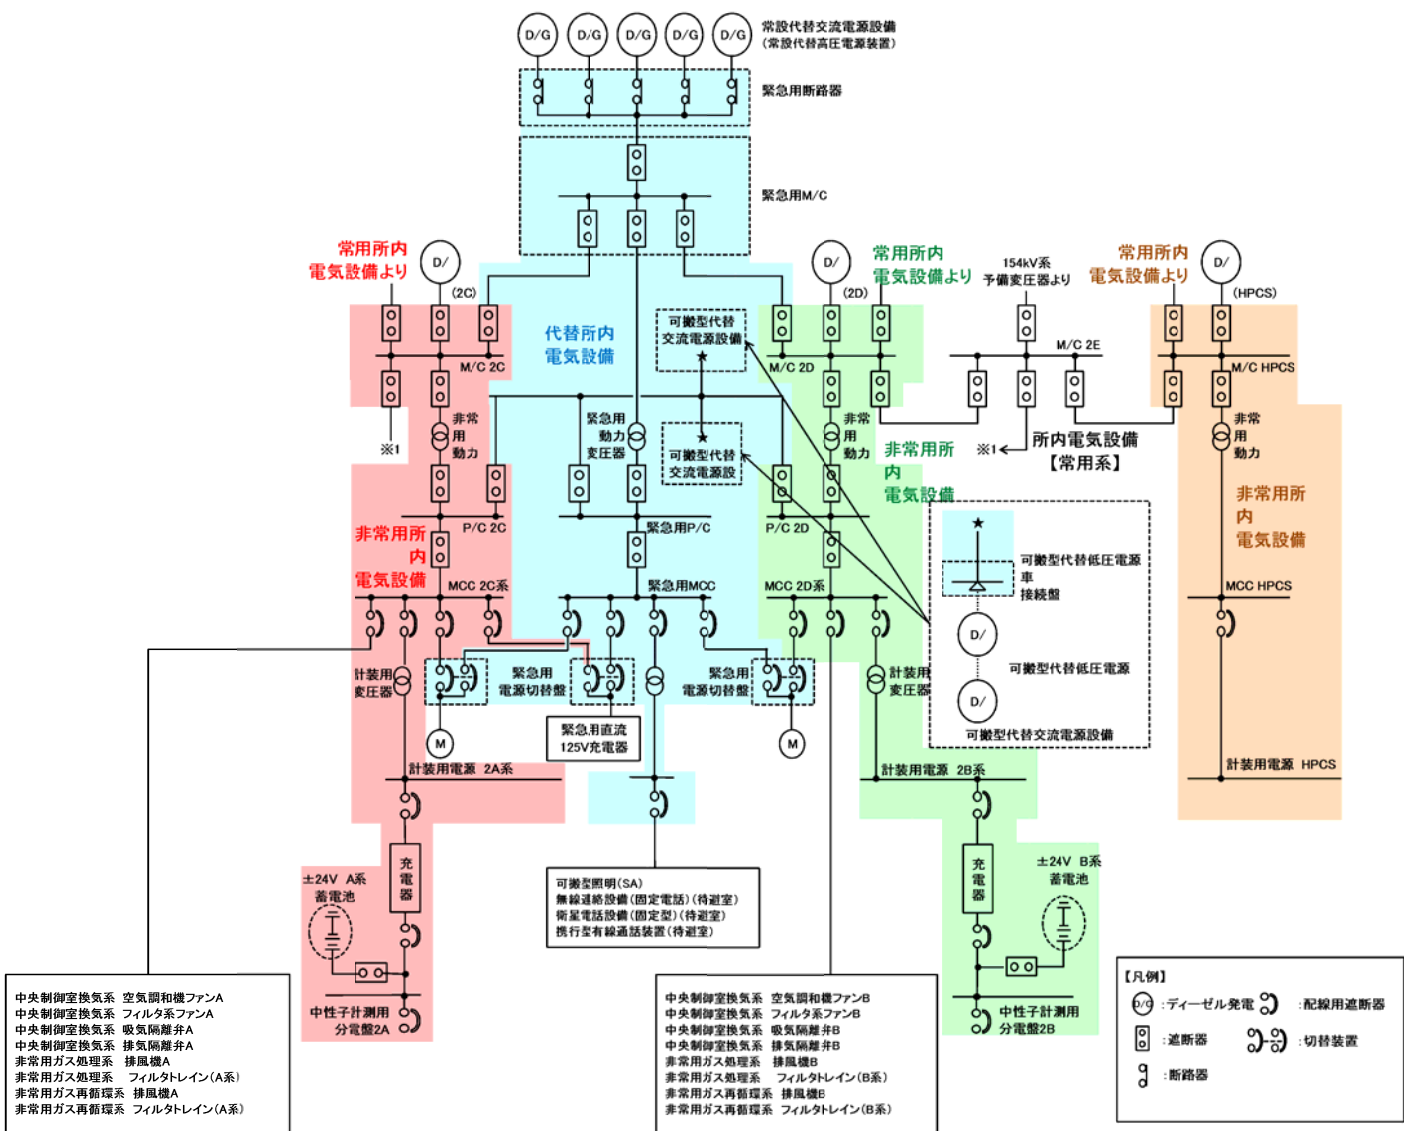 D/G D/G D/G D/G D/G
常設代替交流電源設備
(常設代替高圧電源装置)
緊急用断路器
緊急用M/C
常用所内
電気設備より
D/
(2C)
D/
(2D)
常用所内
電気設備より
154kV系
予備変圧器より
常用所内
電気設備より
D/
(HPCS)
代替所内
電気設備
可搬型代替
交流電源設備
★
M/C 2C
M/C 2D
M/C 2E
M/C HPCS
※1
非常
用
動力
緊急用
動力
変圧器
★
可搬型代替
交流電源設
非常
用
動力
非常用所
内
電気設備
※1
所内電気設備
【常用系】
非常
用
動力
非常用所
内
電気設備
P/C 2C
緊急用P/C
P/C 2D
非常用所
内
電気設備
MCC 2C系
緊急用MCC
MCC 2D系
MCC HPCS
★
可搬型代替低圧電源
車
接続盤
D/
可搬型代替低圧電源
D/
可搬型代替交流電源設備
計装用
変圧器
緊急用
電源切替盤
緊急用
電源切替盤
計装用
変圧器
M
緊急用直流
125V充電器
M
計装用電源 2A系
計装用電源 2B系
計装用電源 HPCS
充
電
器
±24V A系
蓄電池
可搬型照明(SA)
無線連絡設備(固定電話)(待避室)
衛星電話設備(固定型)(待避室)
携行型有線通話装置(待避室)
充
電
器
±24V B系
蓄電池
中性子計測用
分電盤2A
中性子計測用
分電盤2B
中央制御室換気系 空気調和機ファンA
中央制御室換気系 フィルタ系ファンA
中央制御室換気系 吸気隔離弁A
中央制御室換気系 排気隔離弁A
非常用ガス処理系 排風機A
非常用ガス処理系 フィルタトレイン(A系)
非常用ガス再循環系 排風機A
非常用ガス再循環系 フィルタトレイン(A系)
中央制御室換気系 空気調和機ファンB
中央制御室換気系 フィルタ系ファンB
中央制御室換気系 吸気隔離弁B
中央制御室換気系 排気隔離弁B
非常用ガス処理系 排風機B
非常用ガス処理系 フィルタトレイン(B系)
非常用ガス再循環系 排風機B
非常用ガス再循環系 フィルタトレイン(B系)
【凡例】
D/G :ディーゼル発電 :配線用遮断器
:遮断器 :切替装置
:断路器